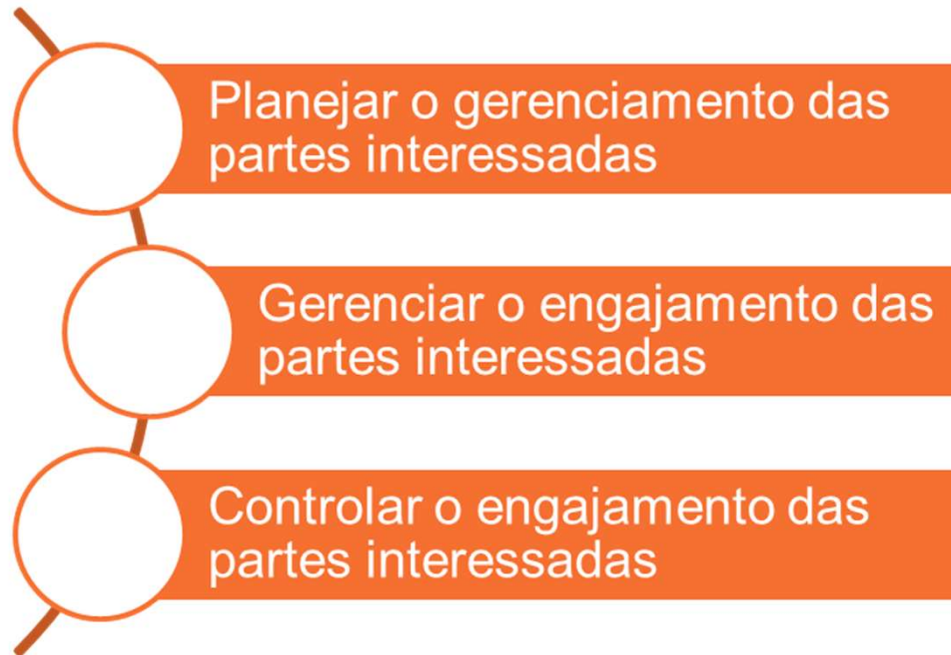 Planejar o gerenciamento das
partes interessadas
Gerenciar o engajamento das
partes interessadas
Controlar o engajamento das
partes interessadas